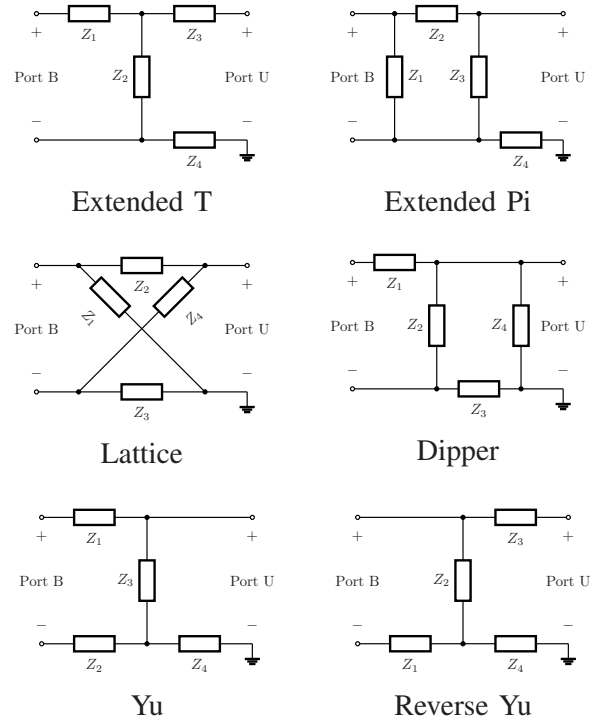 + Z1 Z3 +
Port B Z2 Port U
− −
Z4
Extended T
+ Z2 +
Port B Z1 Z3 Port U
− −
Z4
Extended Pi
+ Z2 +
Port B Z1 Z4 Port U
− −
Z3
Lattice
Z1
+ +
Port B Z2 Z4 Port U
− −
Z3
Dipper
+ Z1 +
Port B Z3 Port U
− −
Z2 Z4
Yu
+ Z3 +
Port B Z2 Port U
− −
Z1 Z4
Reverse Yu